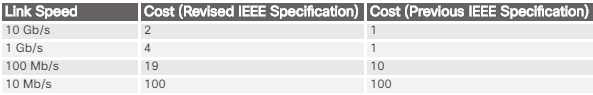 Link Speed Cost (Revised IEEE Specification) Cost (Previous IEEE Specification)
10 Gb/s 2 1
1 Gb/s 4 1
100 Mb/s 19 10
10 Mb/s 100 100